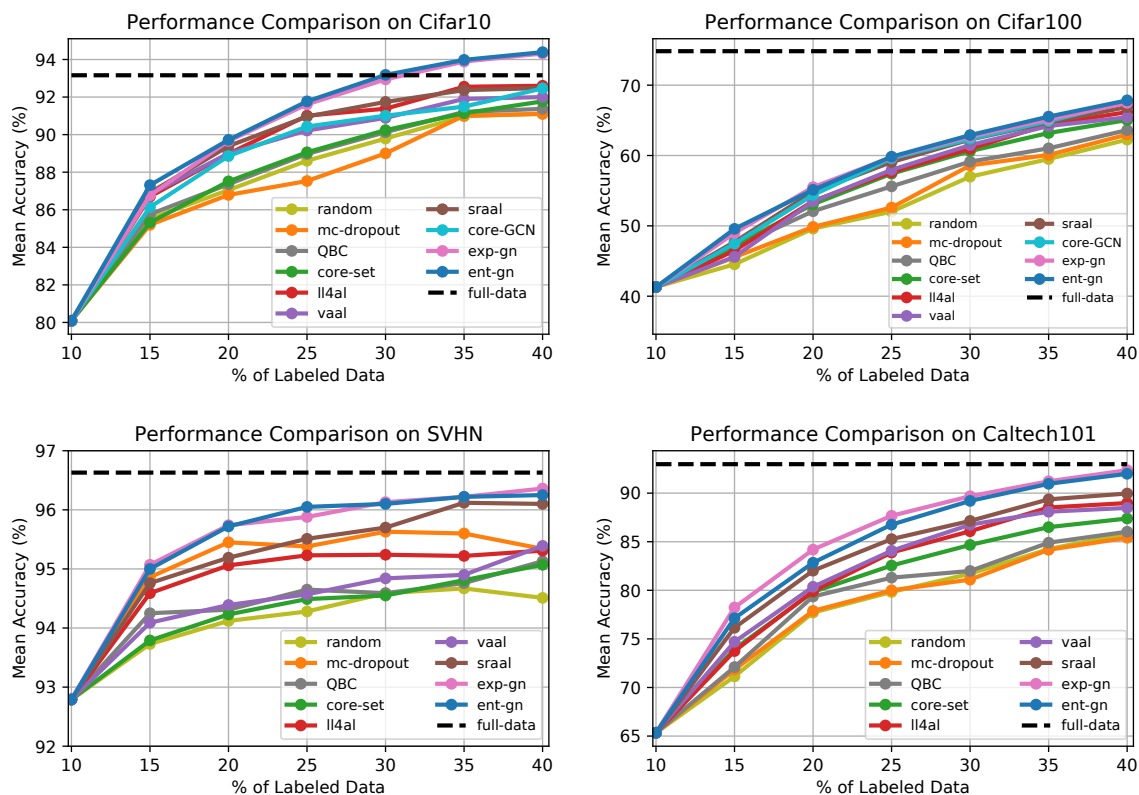 Performance Comparison on Cifar10
Mean Accuracy (%)
94
92
90
88
86
84
82
80
10 15 20 25 30 35 40
% of Labeled Data
random
mc-dropout
QBC
core-set
ll4al
vaal
sraal
core-GCN
exp-gn
ent-gn
full-data
Performance Comparison on Cifar100
Mean Accuracy (%)
70
60
50
40
10 15 20 25 30 35 40
% of Labeled Data
random
mc-dropout
QBC
core-set
ll4al
vaal
sraal
core-GCN
exp-gn
ent-gn
full-data
Performance Comparison on SVHN
Mean Accuracy (%)
97
96
95
94
93
92
10 15 20 25 30 35 40
% of Labeled Data
random
mc-dropout
QBC
core-set
ll4al
vaal
sraal
exp-gn
ent-gn
full-data
Performance Comparison on Caltech101
Mean Accuracy (%)
90
85
80
75
70
65
10 15 20 25 30 35 40
% of Labeled Data
random
mc-dropout
QBC
core-set
ll4al
vaal
sraal
exp-gn
ent-gn
full-data